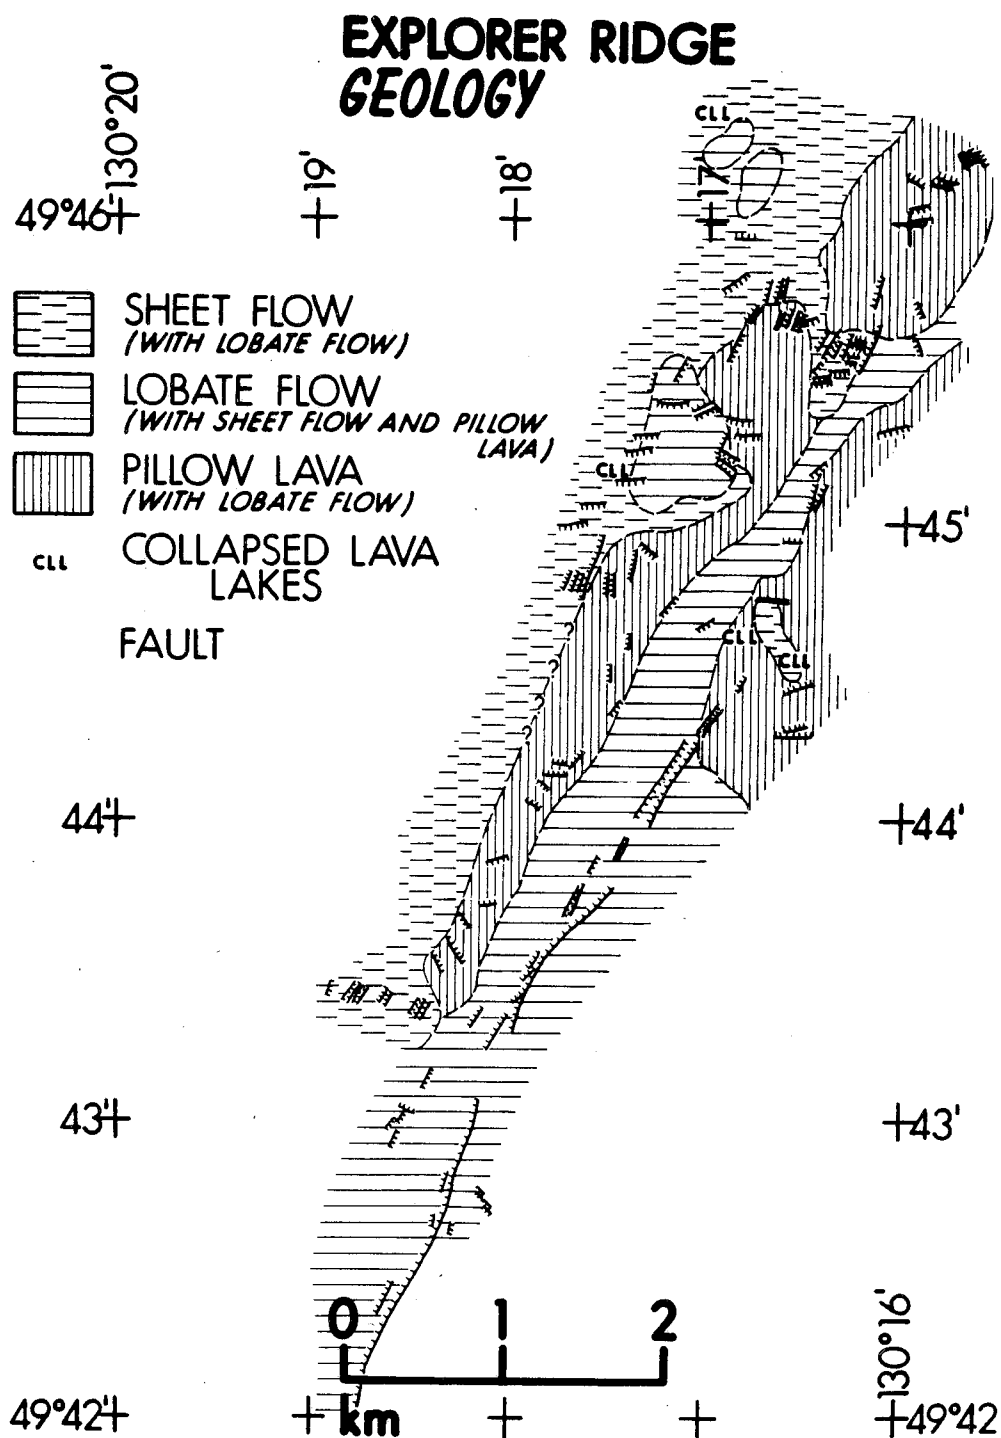 EXPLORER RIDGE
GEOLOGY
130°20'
19'
18'
17'
CLL
49°46'
SHEET FLOW
(WITH LOBATE FLOW)
LOBATE FLOW
(WITH SHEET FLOW AND PILLOW
LAVA)
PILLOW LAVA
(WITH LOBATE FLOW)
CLL
CLL COLLAPSED LAVA
LAKES
45'
FAULT
CLL
CLL
?
?
?
?
44'
44'
43'
43'
0 1 2
km
130°16'
49°42'
49°42